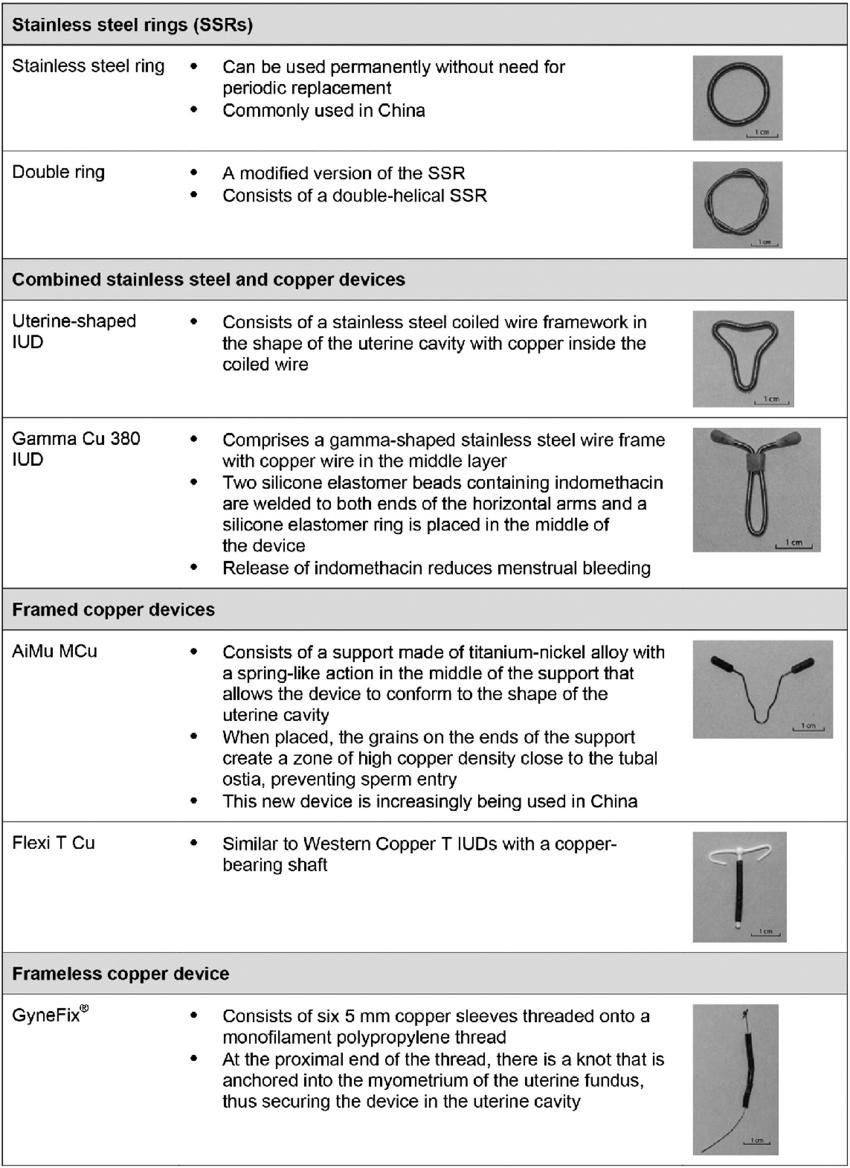 Stainless steel rings (SSRs)
Stainless steel ring
• Can be used permanently without need for
periodic replacement
• Commonly used in China
1 cm
Double ring
• A modified version of the SSR
• Consists of a double-helical SSR
1 cm
Combined stainless steel and copper devices
Uterine-shaped
IUD
• Consists of a stainless steel coiled wire framework in
the shape of the uterine cavity with copper inside the
coiled wire
1 cm
Gamma Cu 380
IUD
• Comprises a gamma-shaped stainless steel wire frame
with copper wire in the middle layer
• Two silicone elastomer beads containing indomethacin
are welded to both ends of the horizontal arms and a
silicone elastomer ring is placed in the middle of
the device
• Release of indomethacin reduces menstrual bleeding
1 cm
Framed copper devices
AiMu MCu
• Consists of a support made of titanium-nickel alloy with
a spring-like action in the middle of the support that
allows the device to conform to the shape of the
uterine cavity
• When placed, the grains on the ends of the support
create a zone of high copper density close to the tubal
ostia, preventing sperm entry
• This new device is increasingly being used in China
1 cm
Flexi T Cu
• Similar to Western Copper T IUDs with a copper-
bearing shaft
1 cm
Frameless copper device
GyneFix®
• Consists of six 5 mm copper sleeves threaded onto a
monofilament polypropylene thread
• At the proximal end of the thread, there is a knot that is
anchored into the myometrium of the uterine fundus,
thus securing the device in the uterine cavity
1 cm